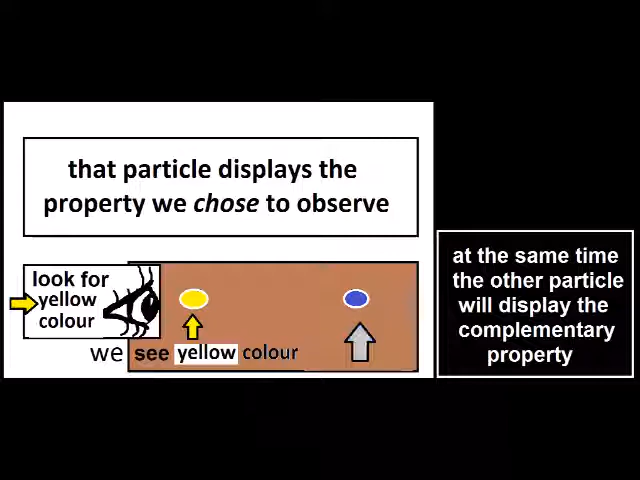 that particle displays the
property we chose to observe
look for
yellow
colour
we see yellow colour
at the same time
the other particle
will display the
complementary
property